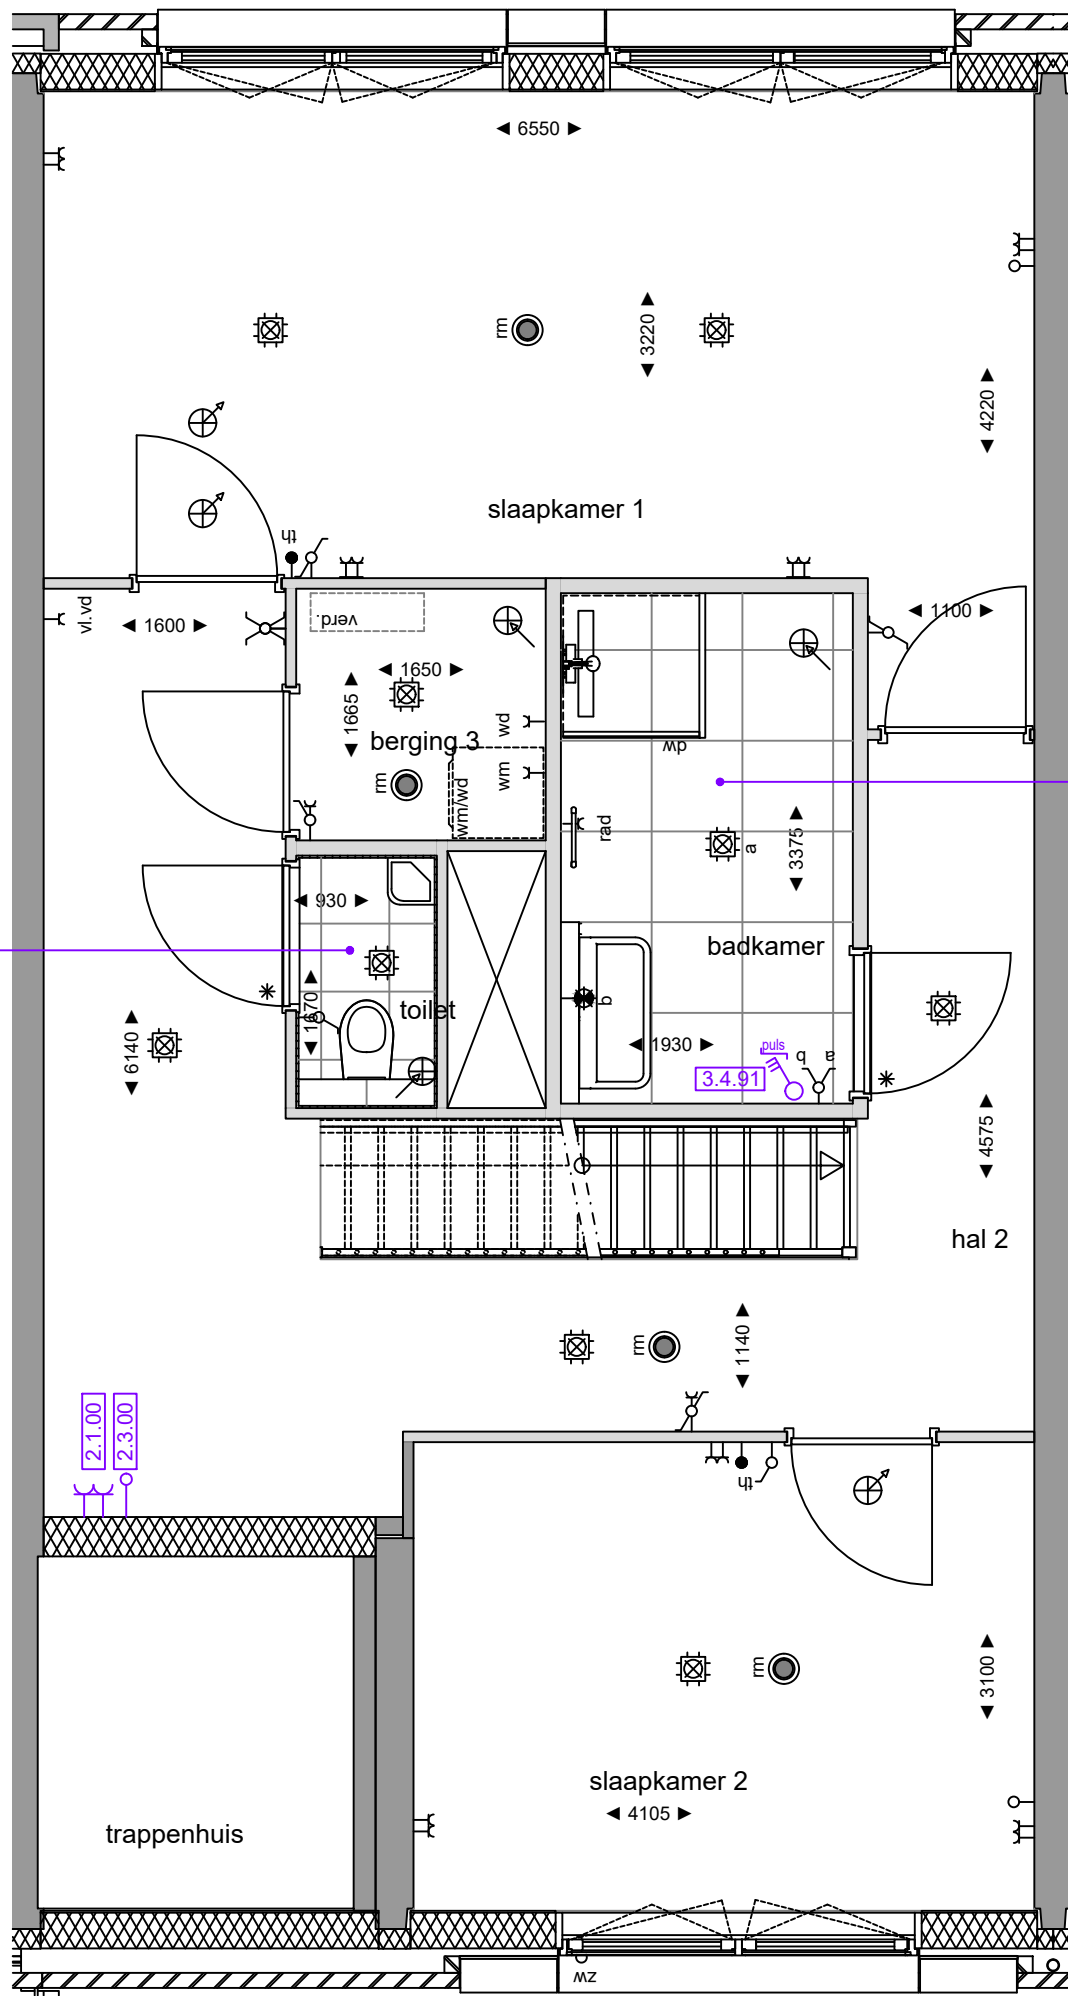 6550
3220
rm
4220
slaapkamer 1
th
vl.vd
1600
verd.
1100
1650
1665
wd
berging 3
dw
wm
rm
wm/wd
rad
a
3375
930
badkamer
toilet
1670
b
6140
1930
puls
3.4.91
b
a
4575
hal 2
1140
rm
2.1.00
2.3.00
th
rm
3100
slaapkamer 2
4105
trappenhuis
zw